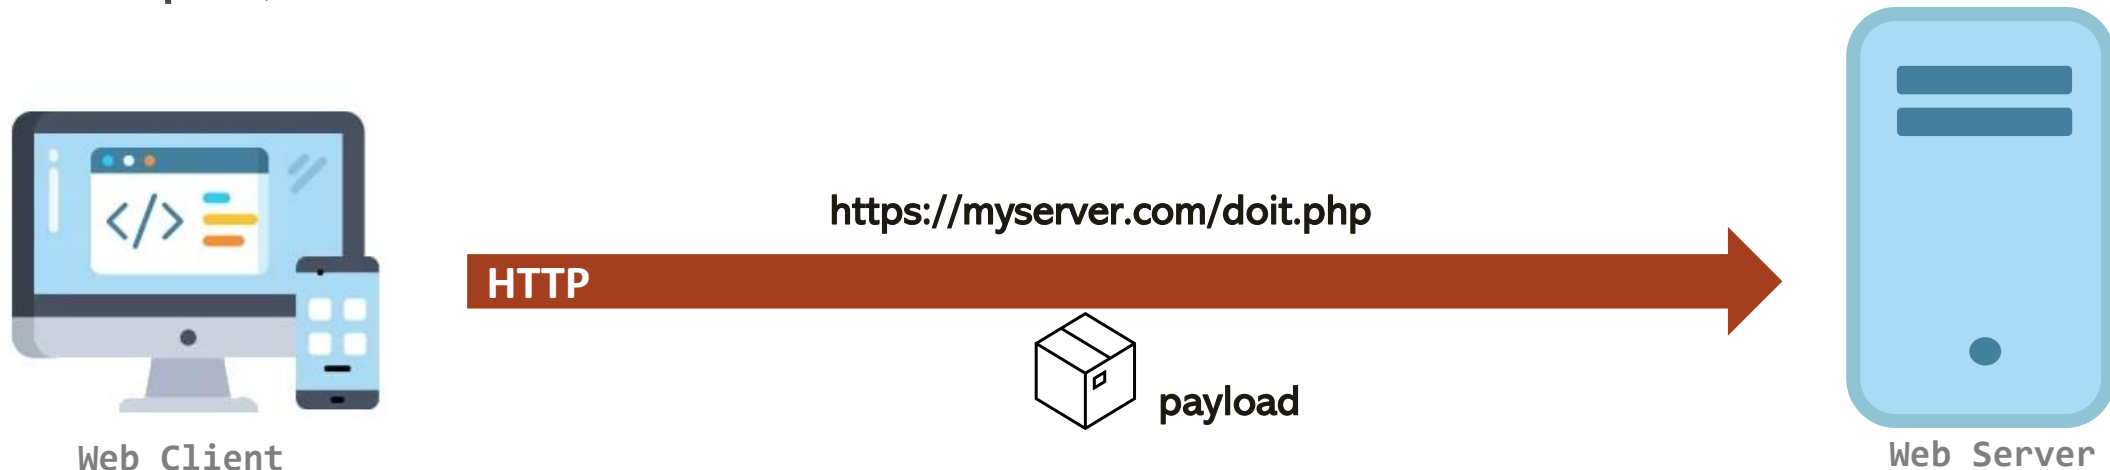 https://myserver.com/doit.php
HTTP
payload
Web Client
Web Server